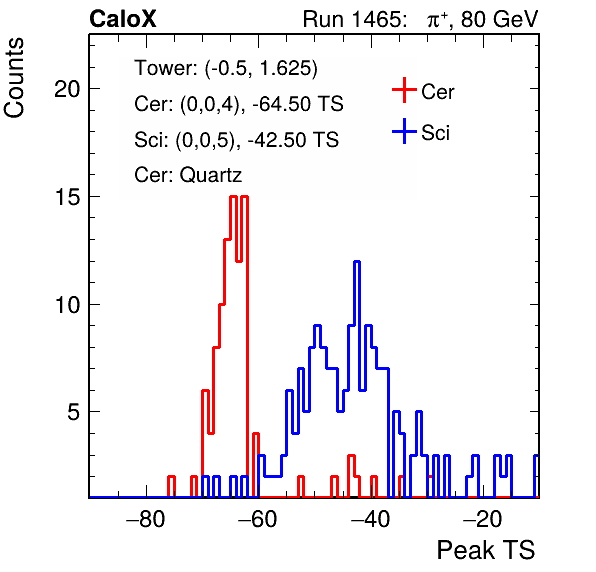 CaloX
Run 1465: π+, 80 GeV
Counts
Tower: (-0.5, 1.625)
Cer: (0,0,4), -64.50 TS
Sci: (0,0,5), -42.50 TS
Cer: Quartz
Cer
Sci
20
15
10
5
−80 −60 −40 −20
Peak TS